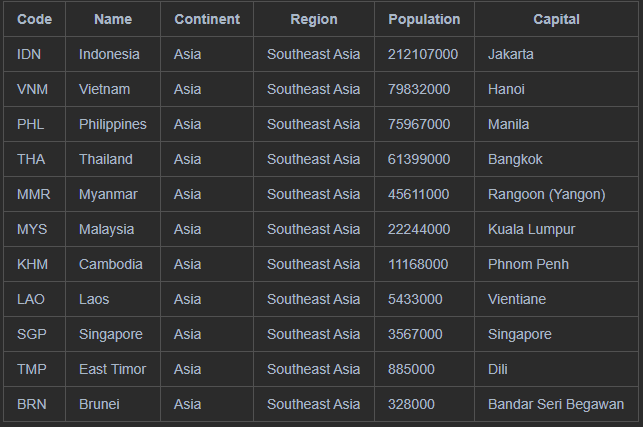 Code Name Continent Region Population Capital
IDN Indonesia Asia Southeast Asia 212107000 Jakarta
VNM Vietnam Asia Southeast Asia 79832000 Hanoi
PHL Philippines Asia Southeast Asia 75967000 Manila
THA Thailand Asia Southeast Asia 61399000 Bangkok
MMR Myanmar Asia Southeast Asia 45611000 Rangoon (Yangon)
MYS Malaysia Asia Southeast Asia 22244000 Kuala Lumpur
KHM Cambodia Asia Southeast Asia 11168000 Phnom Penh
LAO Laos Asia Southeast Asia 5433000 Vientiane
SGP Singapore Asia Southeast Asia 3567000 Singapore
TMP East Timor Asia Southeast Asia 885000 Dili
BRN Brunei Asia Southeast Asia 328000 Bandar Seri Begawan